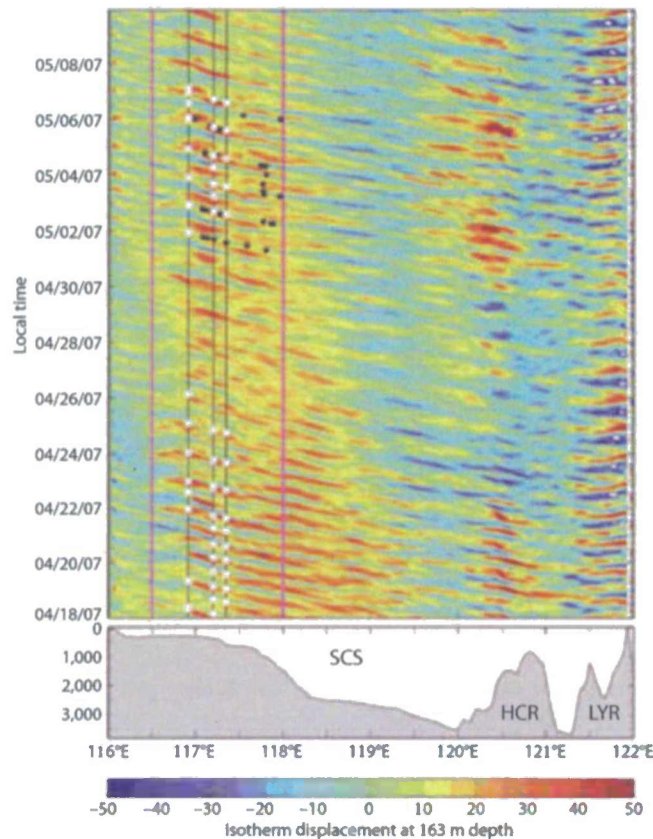 05/08/07
05/06/07
05/04/07
05/02/07
04/30/07
04/28/07
04/26/07
04/24/07
04/22/07
04/20/07
04/18/07
Local time
0
1,000
2,000
3,000
SCS
HCR
LYR
116°E 117°E 118°E 119°E 120°E 121°E 122°E
–50 –40 –30 –20 –10 0 10 20 30 40 50
Isotherm displacement at 163 m depth